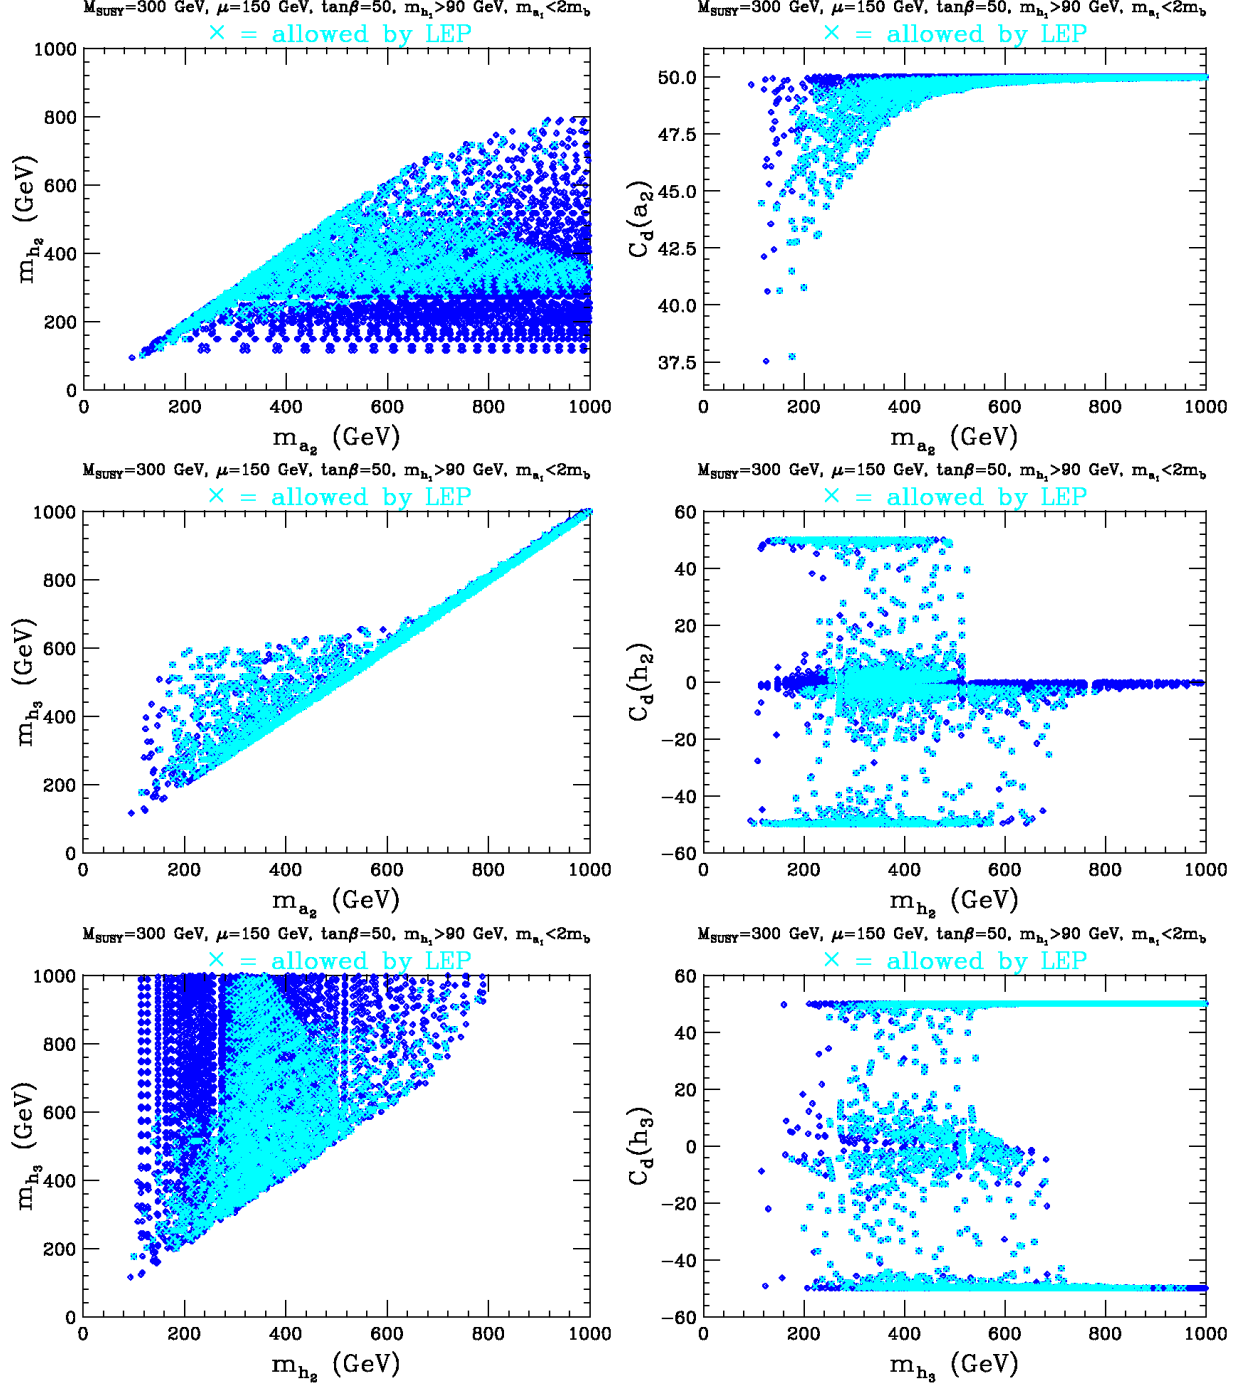 M_SUSY=300 GeV, μ=150 GeV, tanβ=50, m_h₁>90 GeV, m_a₁<2m_b
× = allowed by LEP
1000
800
600
400
200
0
m_h₂ (GeV)
0 200 400 600 800 1000
m_a₂ (GeV)
M_SUSY=300 GeV, μ=150 GeV, tanβ=50, m_h₁>90 GeV, m_a₁<2m_b
× = allowed by LEP
50.0
47.5
45.0
42.5
40.0
37.5
C_d(a₂)
0 200 400 600 800 1000
m_a₂ (GeV)
M_SUSY=300 GeV, μ=150 GeV, tanβ=50, m_h₁>90 GeV, m_a₁<2m_b
× = allowed by LEP
1000
800
600
400
200
0
m_h₃ (GeV)
0 200 400 600 800 1000
m_a₂ (GeV)
M_SUSY=300 GeV, μ=150 GeV, tanβ=50, m_h₁>90 GeV, m_a₁<2m_b
× = allowed by LEP
60
40
20
0
−20
−40
−60
C_d(h₂)
0 200 400 600 800 1000
m_h₂ (GeV)
M_SUSY=300 GeV, μ=150 GeV, tanβ=50, m_h₁>90 GeV, m_a₁<2m_b
× = allowed by LEP
1000
800
600
400
200
0
m_h₃ (GeV)
0 200 400 600 800 1000
m_h₂ (GeV)
M_SUSY=300 GeV, μ=150 GeV, tanβ=50, m_h₁>90 GeV, m_a₁<2m_b
× = allowed by LEP
60
40
20
0
−20
−40
−60
C_d(h₃)
0 200 400 600 800 1000
m_h₃ (GeV)